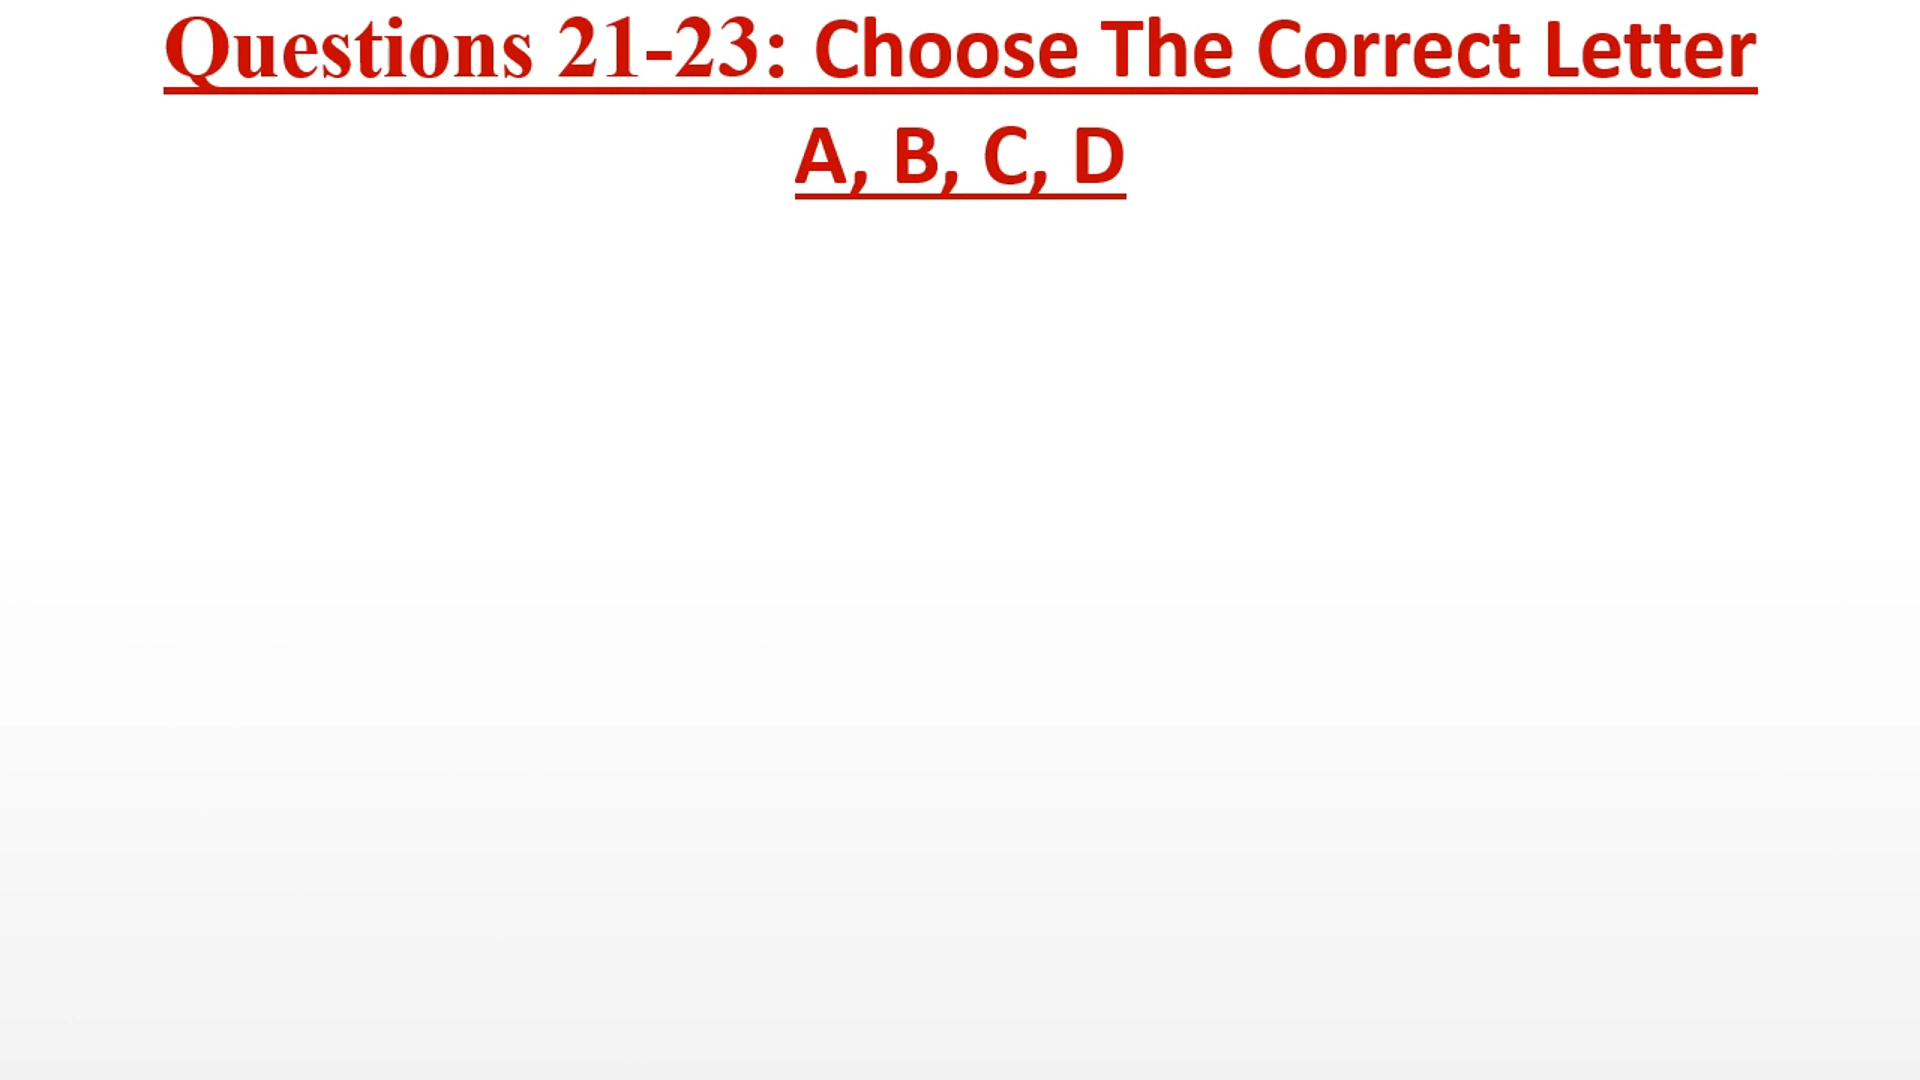 Questions 21-23: Choose The Correct Letter
A, B, C, D